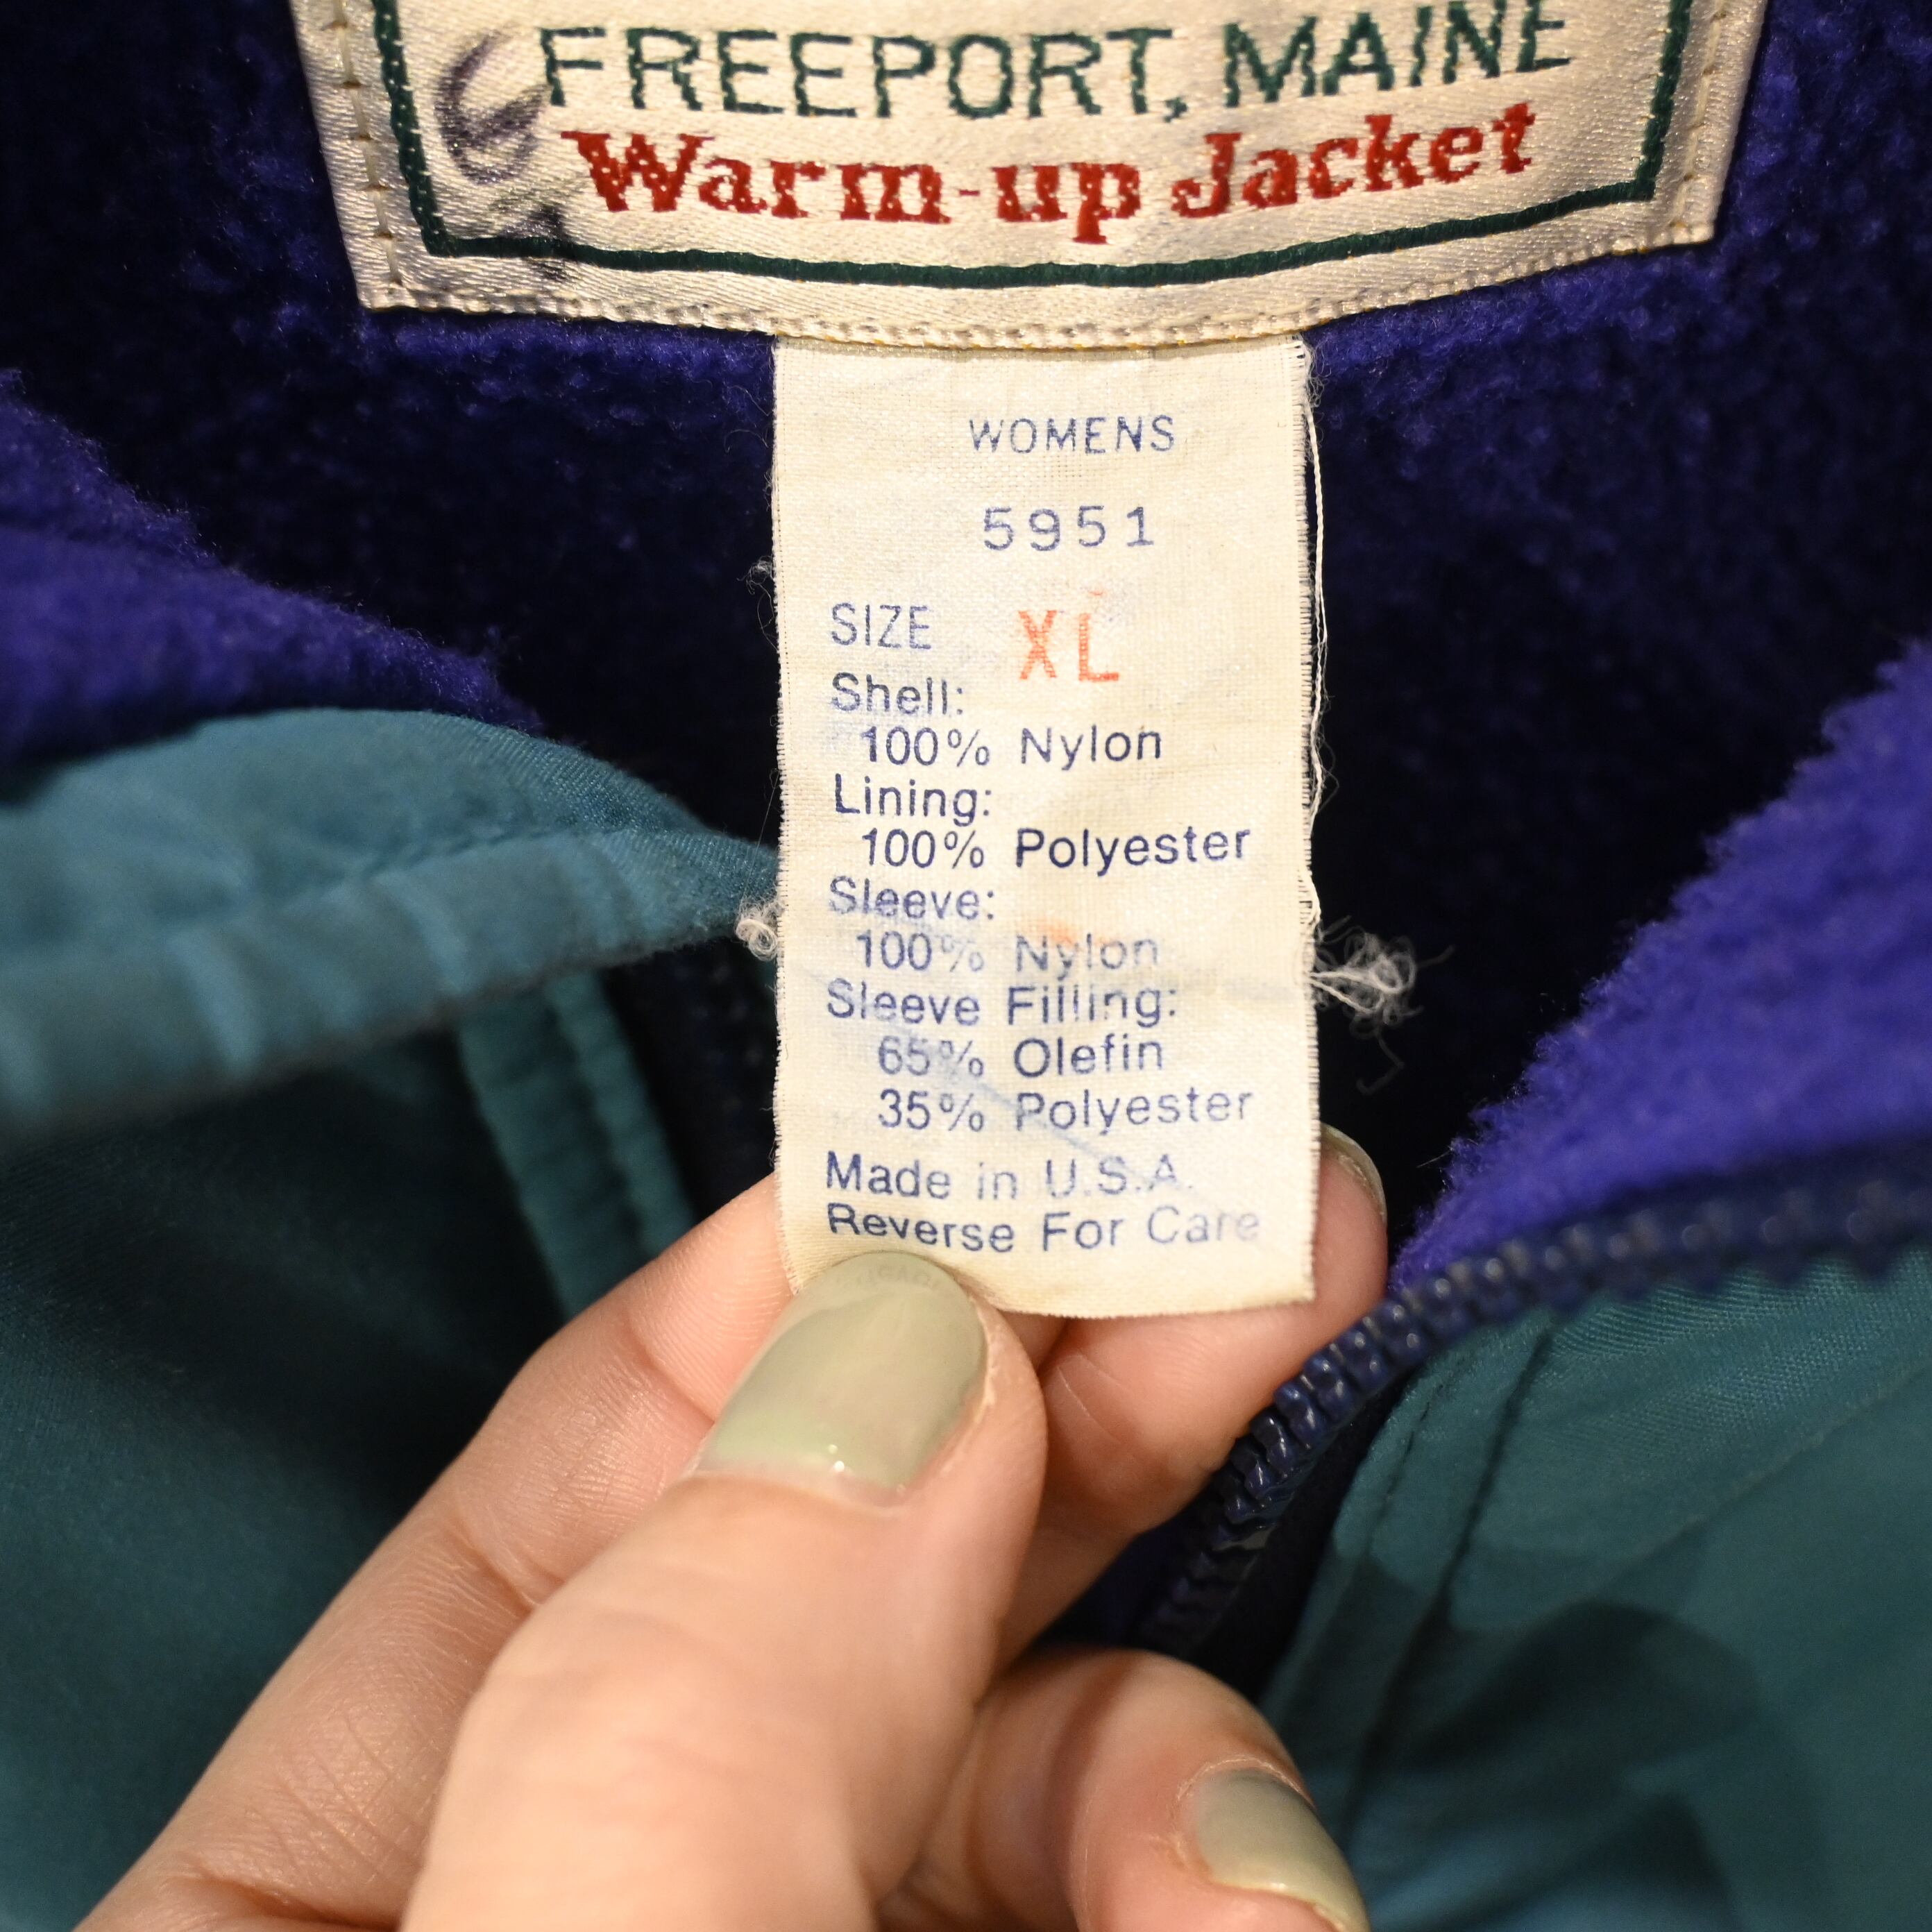 FREEPORT, MAINE
Warm-up Jacket
WOMENS
5951
SIZE XL
Shell:
100% Nylon
Lining:
100% Polyester
Sleeve:
100% Nylon
Sleeve Filling:
65% Olefin
35% Polyester
Made in U.S.A.
Reverse For Care